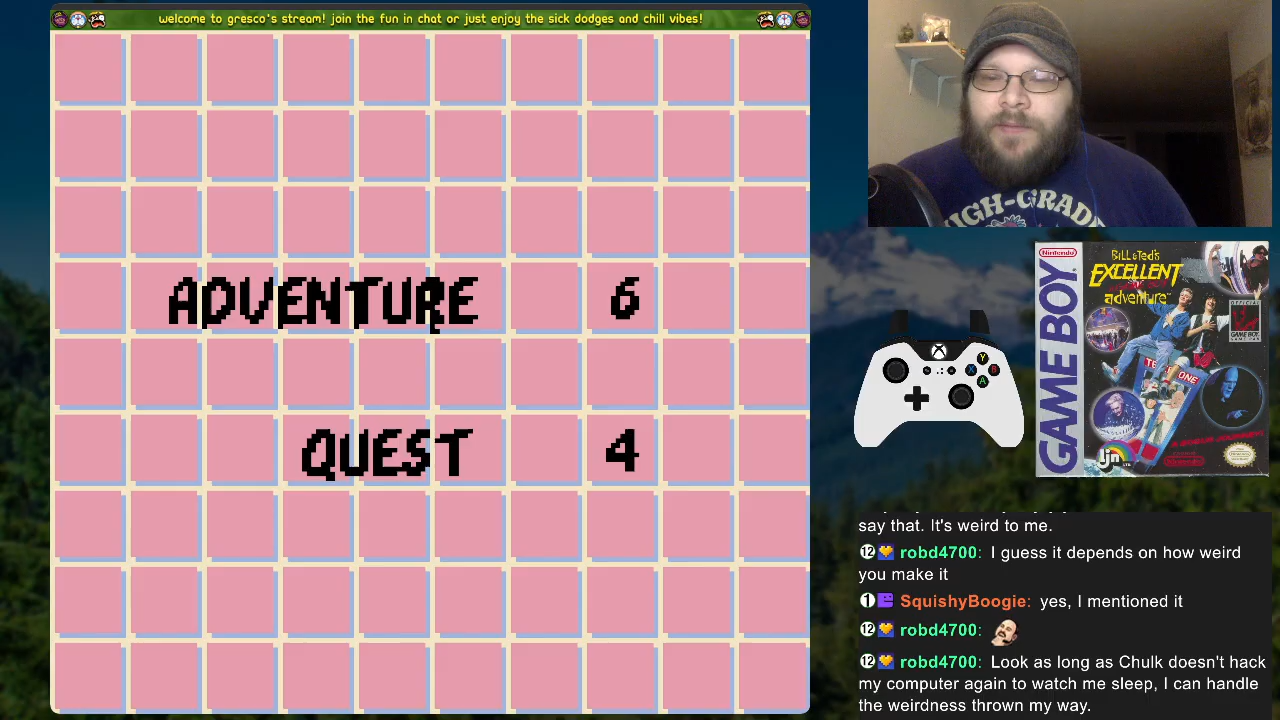 welcome to gresco's stream! join the fun in chat or just enjoy the sick dodges and chill vibes!
ADVENTURE 6
QUEST 4
HIGH-GRADE
Nintendo
GAME BOY
Bill & Ted's
EXCELLENT
adventure
OFFICIAL
ljn
X
Y
X
B
A
say that. It's weird to me.
12 robd4700: I guess it depends on how weird
you make it
1 SquishyBoogie: yes, I mentioned it
12 robd4700:
12 robd4700: Look as long as Chulk doesn't hack
my computer again to watch me sleep, I can handle
the weirdness thrown my way.